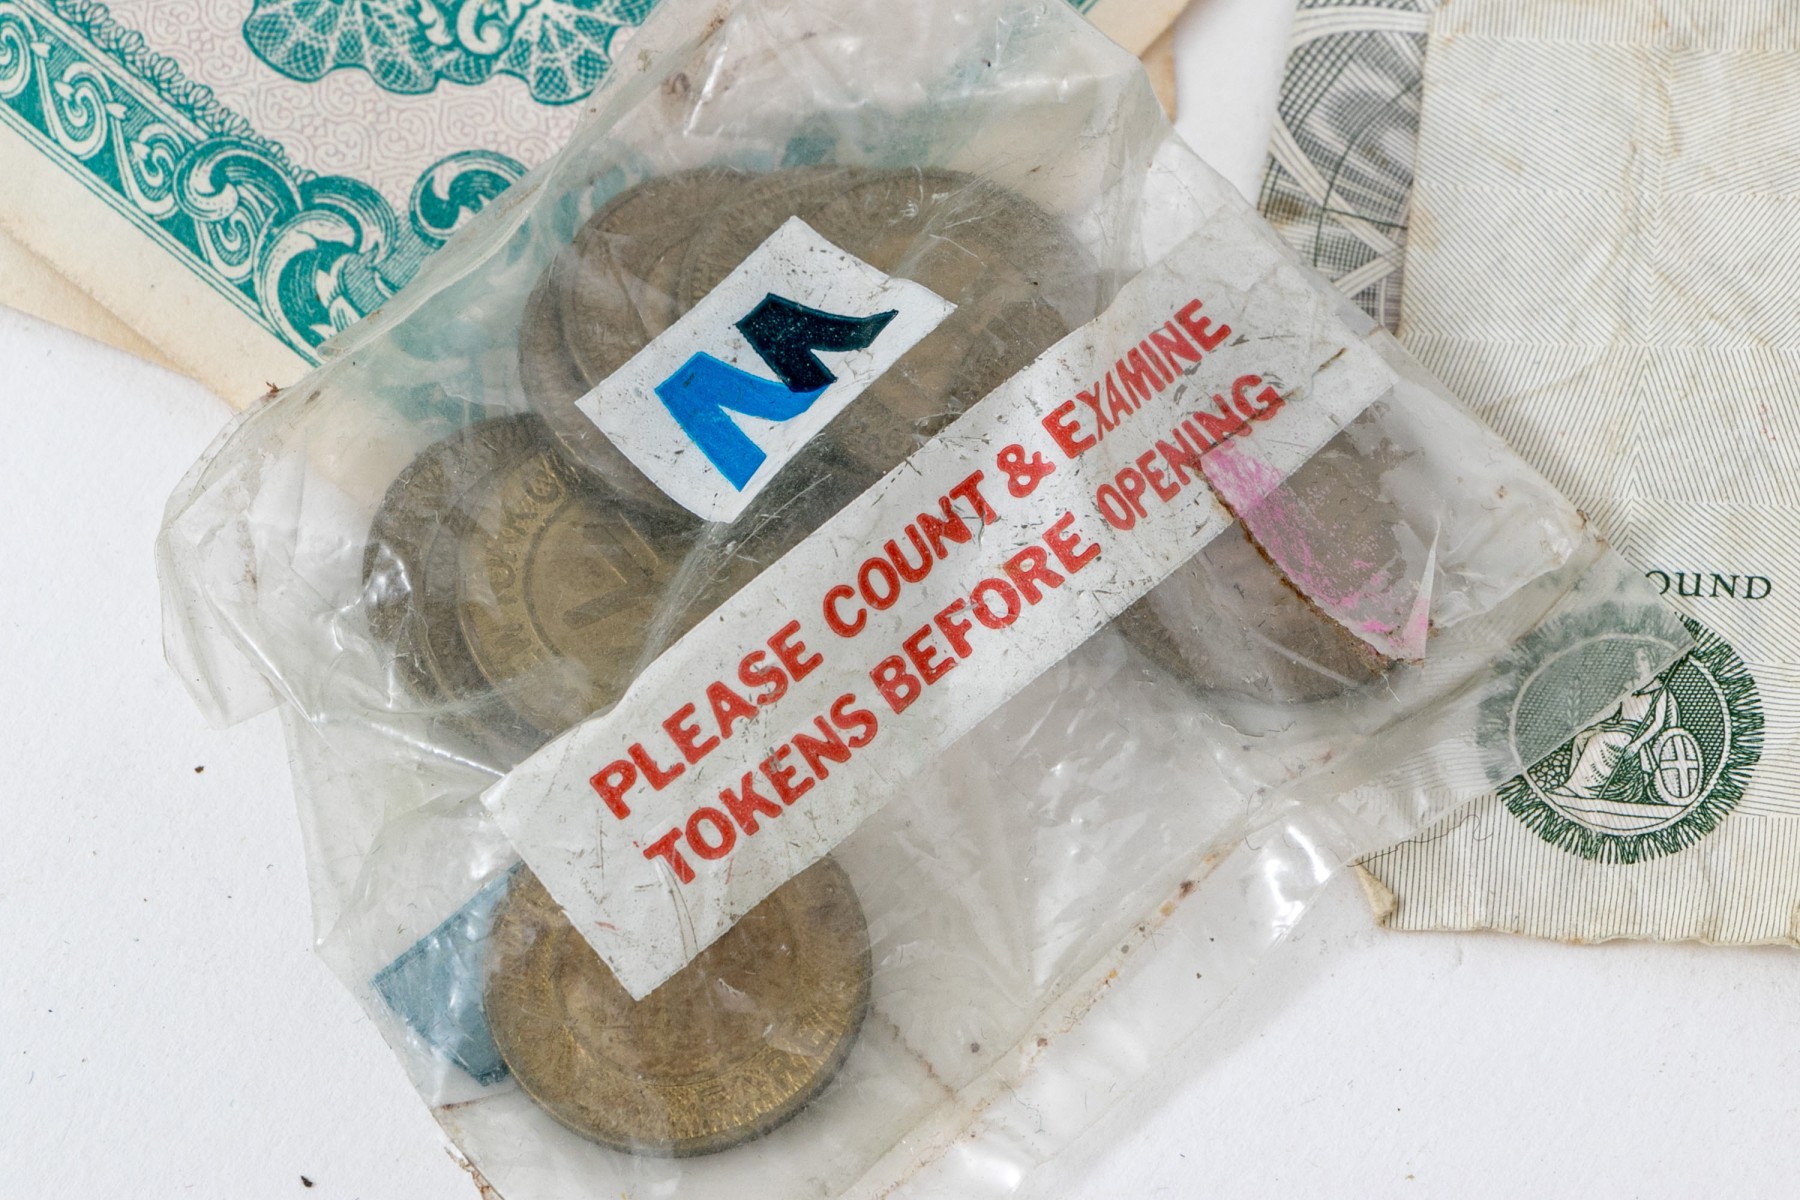 PLEASE COUNT & EXAMINE
TOKENS BEFORE OPENING
OUND